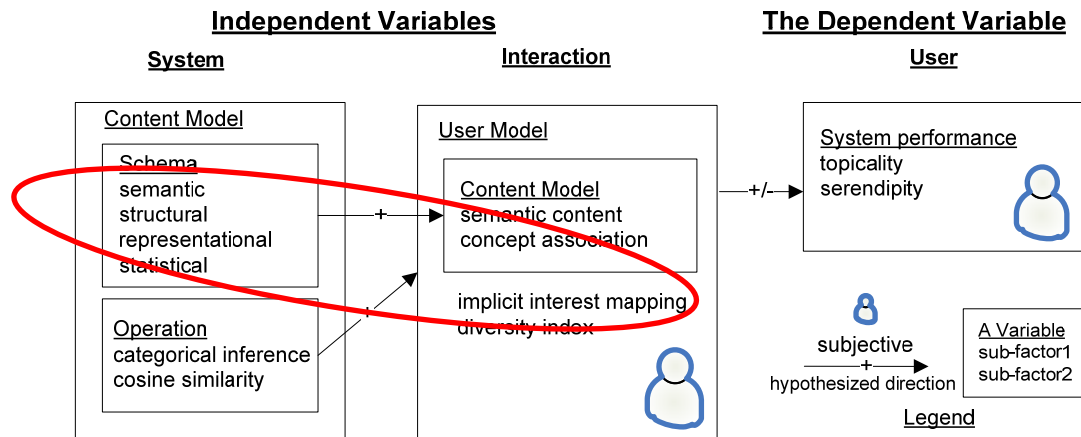 Independent Variables
The Dependent Variable
System
Interaction
User
Content Model
Schema
semantic
structural
representational
statistical
Operation
categorical inference
cosine similarity
+
+
User Model
Content Model
semantic content
concept association
implicit interest mapping
diversity index
+/-
System performance
topicality
serendipity
subjective
+
hypothesized direction
A Variable
sub-factor1
sub-factor2
Legend